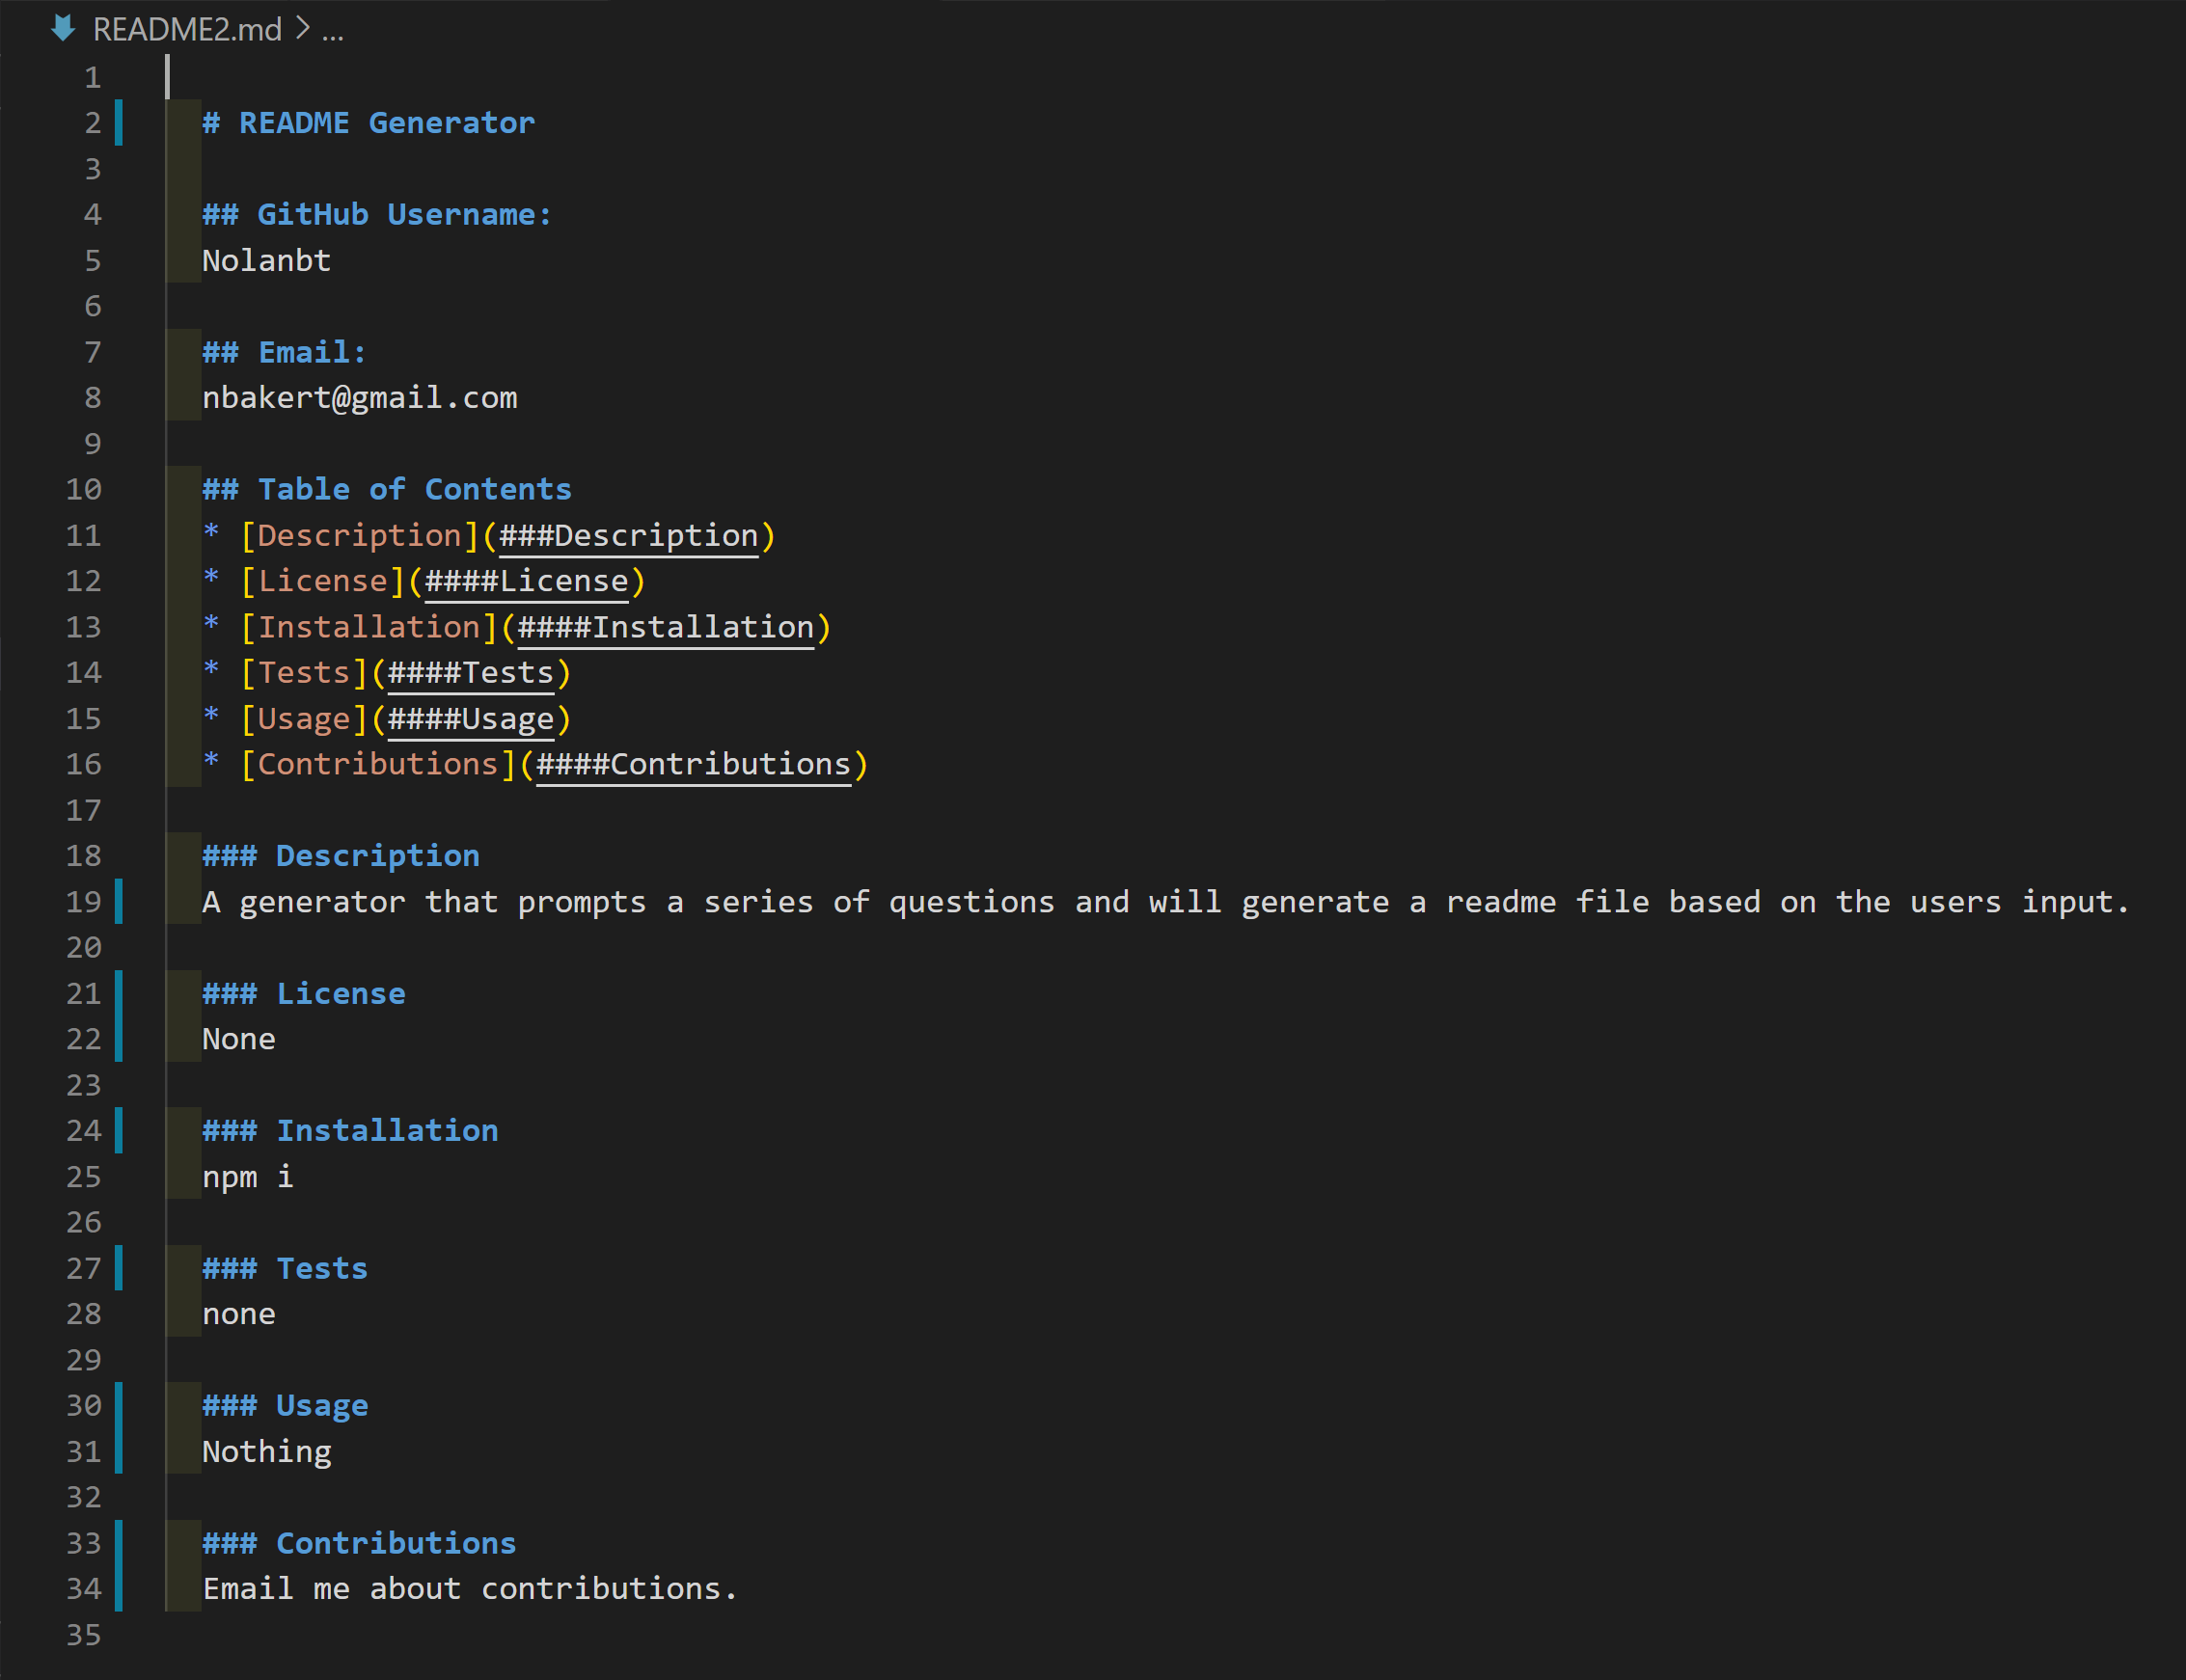 README2.md > ...
1
2 # README Generator
3
4 ## GitHub Username:
5 Nolanbt
6
7 ## Email:
8 nbakert@gmail.com
9
10 ## Table of Contents
11 * [Description](###Description)
12 * [License](####License)
13 * [Installation](####Installation)
14 * [Tests](####Tests)
15 * [Usage](####Usage)
16 * [Contributions](####Contributions)
17
18 ### Description
19 A generator that prompts a series of questions and will generate a readme file based on the users input.
20
21 ### License
22 None
23
24 ### Installation
25 npm i
26
27 ### Tests
28 none
29
30 ### Usage
31 Nothing
32
33 ### Contributions
34 Email me about contributions.
35